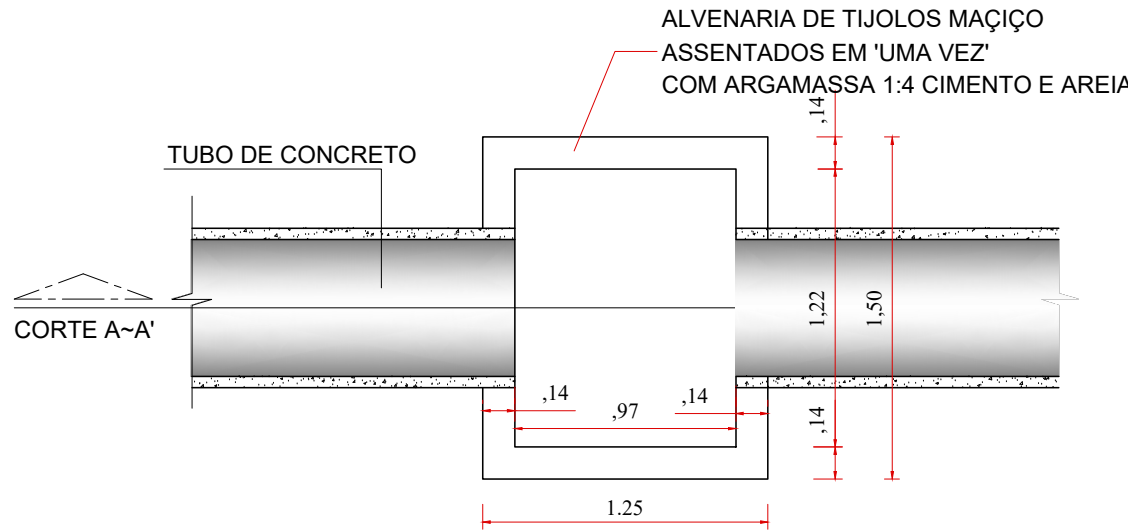 ALVENARIA DE TIJOLOS MAÇIÇO
ASSENTADOS EM 'UMA VEZ'
COM ARGAMASSA 1:4 CIMENTO E AREIA
,14
TUBO DE CONCRETO
1,22
1,50
CORTE A~A'
,14
,97
,14
,14
1.25